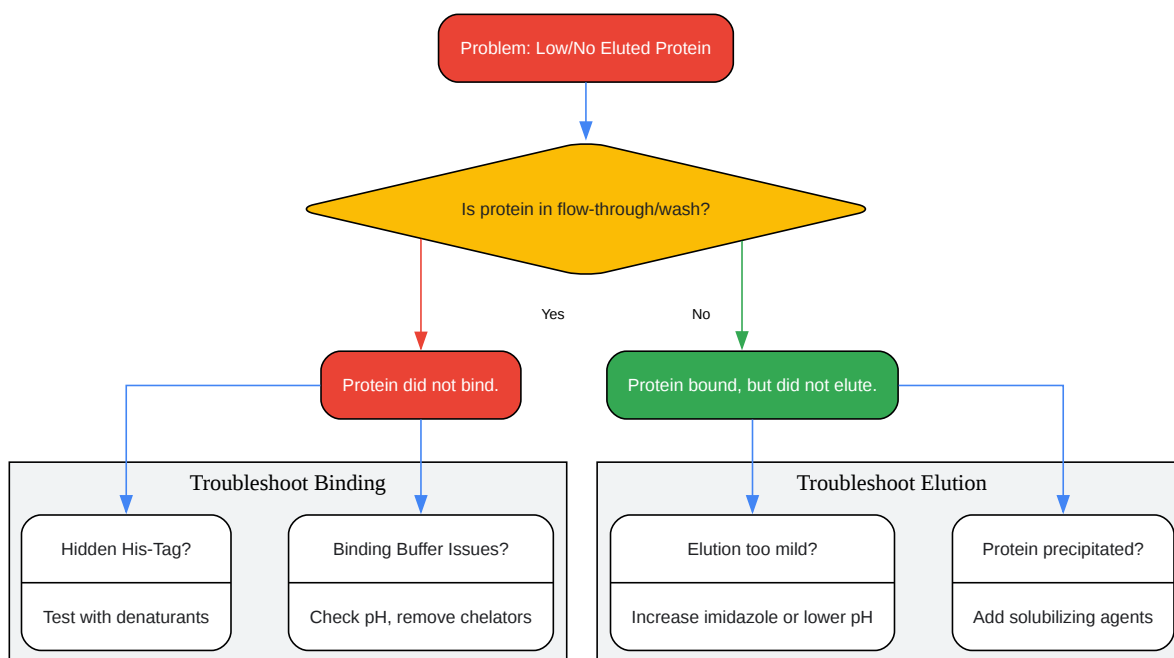 Problem: Low/No Eluted Protein
Is protein in flow-through/wash?
Yes
No
Protein did not bind.
Protein bound, but did not elute.
Troubleshoot Binding
Troubleshoot Elution
Hidden His-Tag?
Test with denaturants
Binding Buffer Issues?
Check pH, remove chelators
Elution too mild?
Increase imidazole or lower pH
Protein precipitated?
Add solubilizing agents